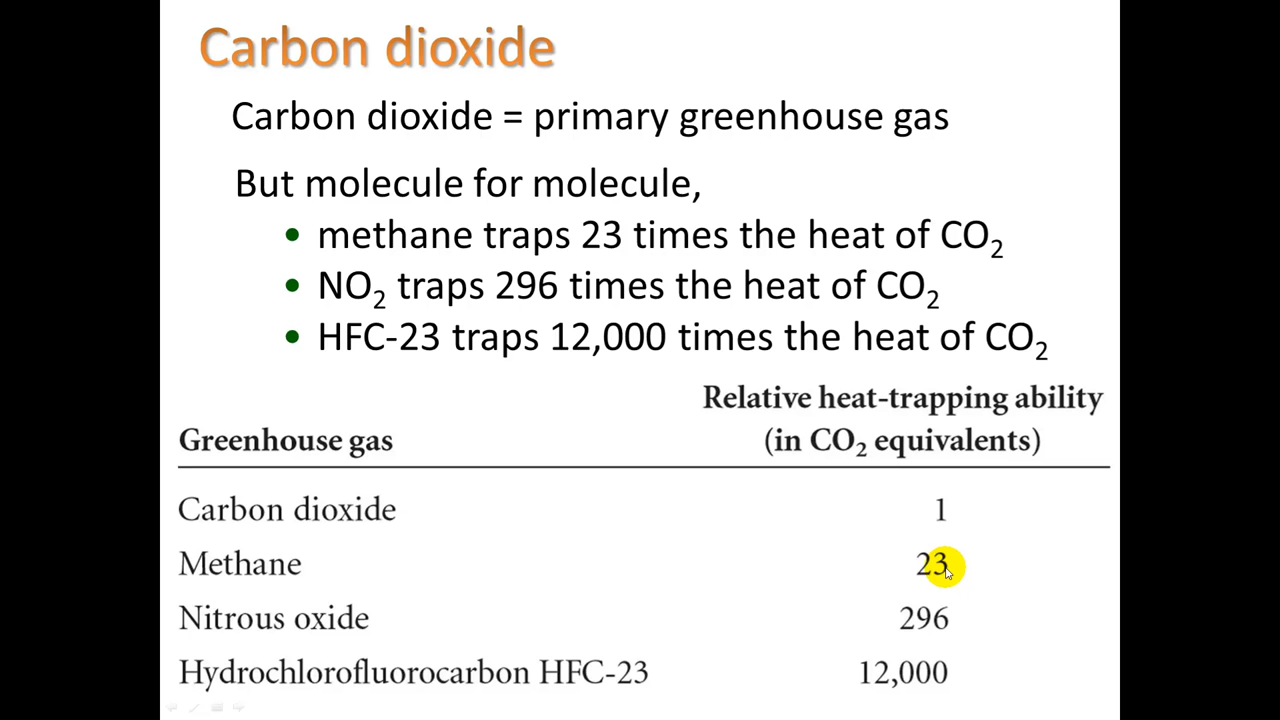 Carbon dioxide
Carbon dioxide = primary greenhouse gas
But molecule for molecule,
• methane traps 23 times the heat of CO₂
• NO₂ traps 296 times the heat of CO₂
• HFC-23 traps 12,000 times the heat of CO₂
Relative heat-trapping ability
Greenhouse gas (in CO₂ equivalents)
Carbon dioxide 1
Methane 23
Nitrous oxide 296
Hydrochlorofluorocarbon HFC-23 12,000